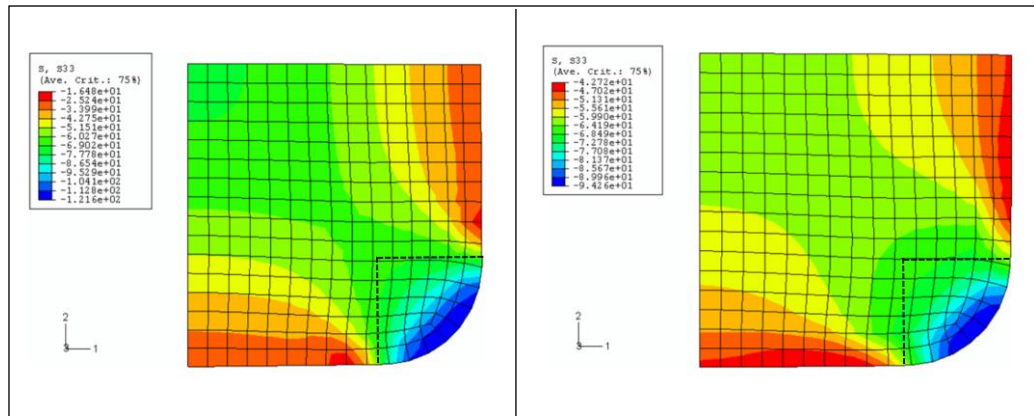 S, S33
(Ave. Crit.: 75%)
-1.648e+01
-2.524e+01
-3.399e+01
-4.275e+01
-5.151e+01
-6.027e+01
-6.902e+01
-7.778e+01
-8.654e+01
-9.529e+01
-1.041e+02
-1.128e+02
-1.216e+02
2
3
1
S, S33
(Ave. Crit.: 75%)
-4.272e+01
-4.702e+01
-5.131e+01
-5.561e+01
-5.990e+01
-6.419e+01
-6.849e+01
-7.278e+01
-7.708e+01
-8.137e+01
-8.567e+01
-8.996e+01
-9.426e+01
2
3
1